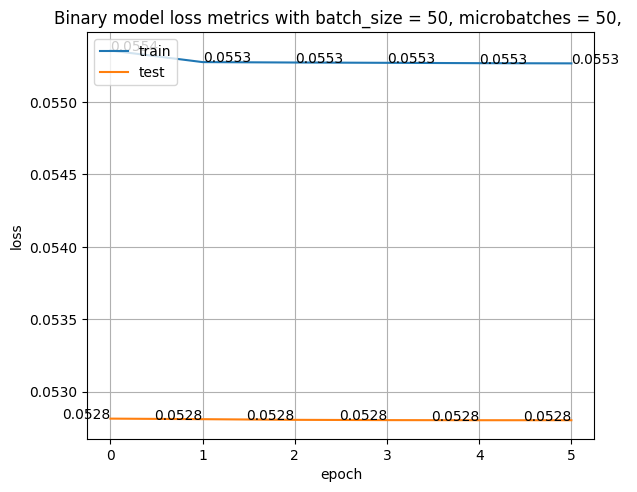 Binary model loss metrics with batch_size = 50, microbatches = 50,
0.0554
train
test
0.0553 0.0553 0.0553 0.0553 0.0553
0.0550
0.0545
0.0540
0.0535
0.0530
loss
0.0528 0.0528 0.0528 0.0528 0.0528 0.0528
0 1 2 3 4 5
epoch